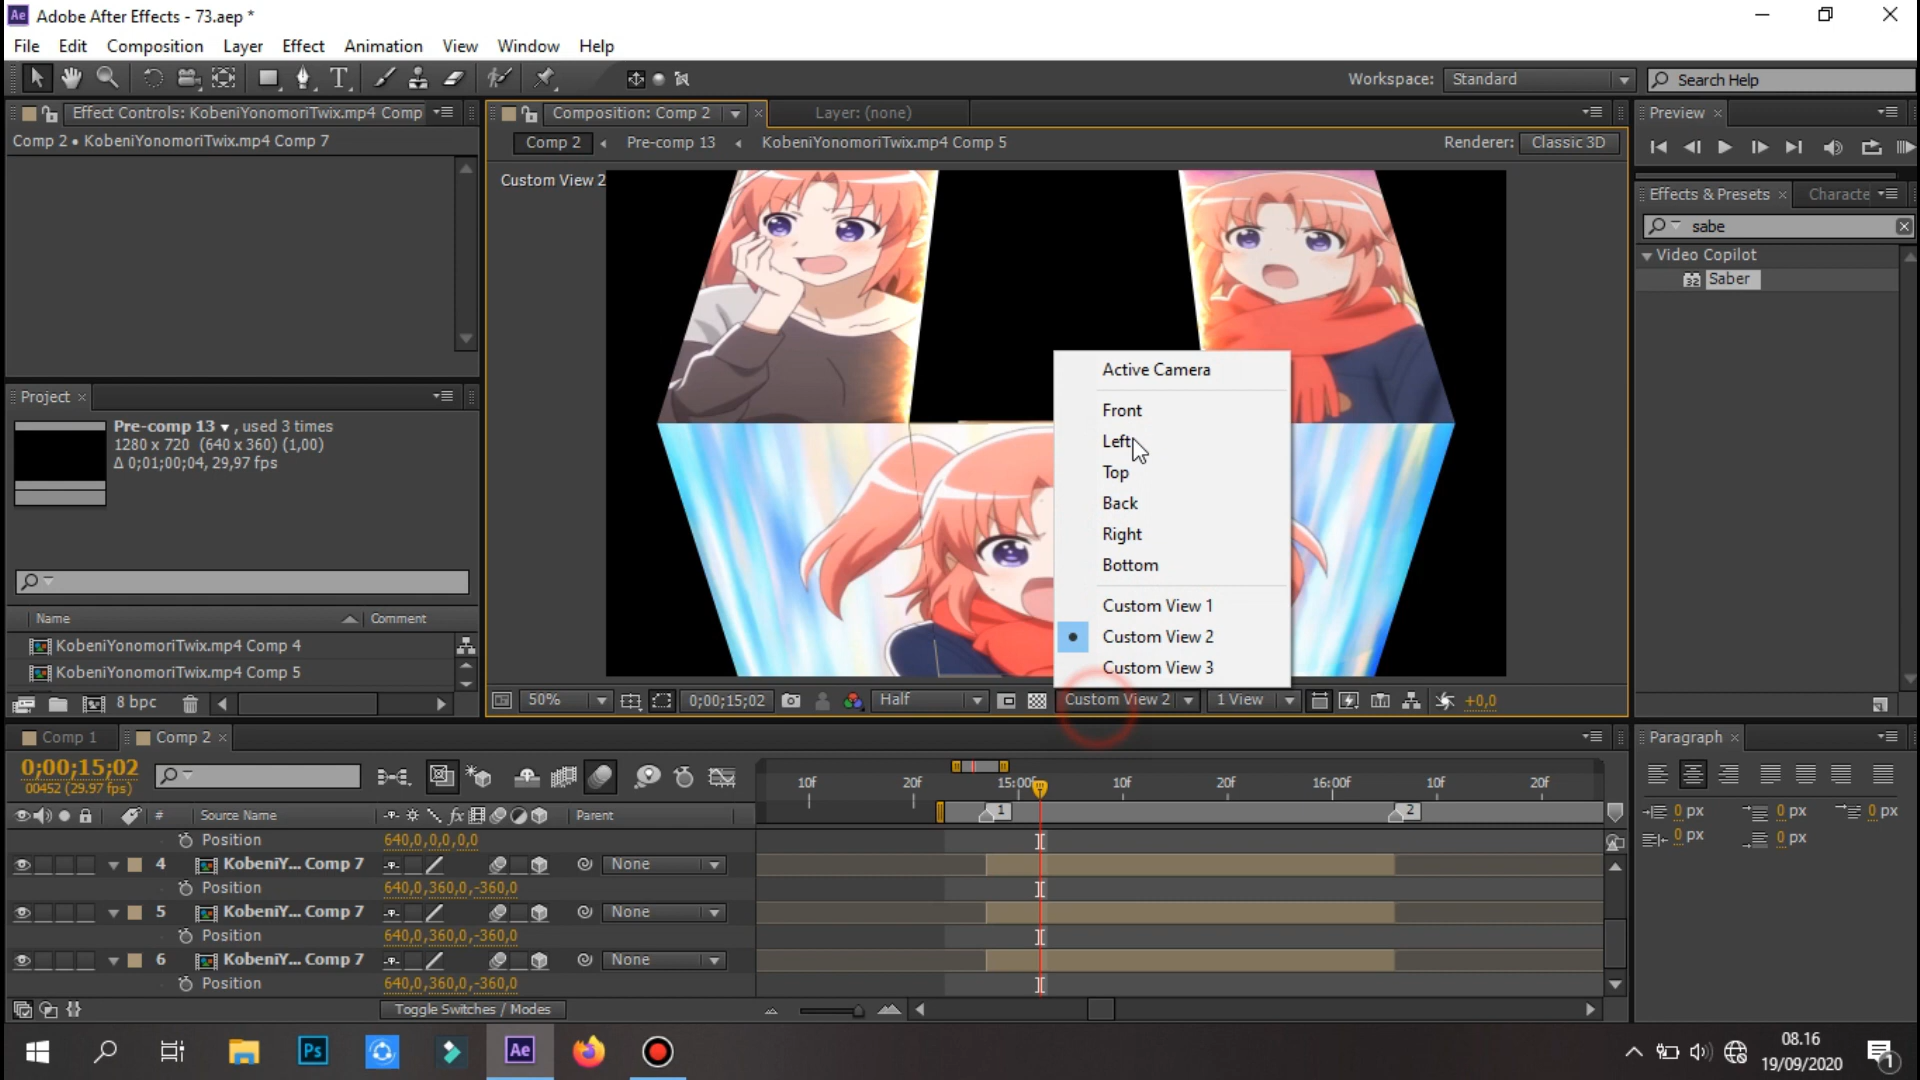 Ae Adobe After Effects - 73.aep *
File Edit Composition Layer Effect Animation View Window Help
Workspace: Standard Search Help
Effect Controls: KobeniYonomoriTwix.mp4 Comp
Comp 2 • KobeniYonomoriTwix.mp4 Comp 7
Composition: Comp 2
Layer: (none)
Comp 2 Pre-comp 13 KobeniYonomoriTwix.mp4 Comp 5
Renderer: Classic 3D
Custom View 2
Active Camera
Front
Left
Top
Back
Right
Bottom
Custom View 1
Custom View 2
Custom View 3
50% 0;00;15;02 Half Custom View 2 1 View +0,0
Preview
Effects & Presets Characte
sabe
Video Copilot
32 Saber
Project
Pre-comp 13 , used 3 times
1280 x 720 (640 x 360) (1,00)
Δ 0;01;00;04, 29,97 fps
Name Comment
KobeniYonomoriTwix.mp4 Comp 4
KobeniYonomoriTwix.mp4 Comp 5
8 bpc
Comp 1 Comp 2
0;00;15;02
00452 (29.97 fps)
10f 20f 15:00f 10f 20f 16:00f 10f 20f
1 2
# Source Name fx Parent
Position 640,0,0,0,0,0
4 KobeniY... Comp 7 None
Position 640,0,360,0,-360,0
5 KobeniY... Comp 7 None
Position 640,0,360,0,-360,0
6 KobeniY... Comp 7 None
Position 640,0,360,0,-360,0
Toggle Switches / Modes
Paragraph
0 px 0 px 0 px
0 px 0 px
Ps Ae
08.16
19/09/2020
1